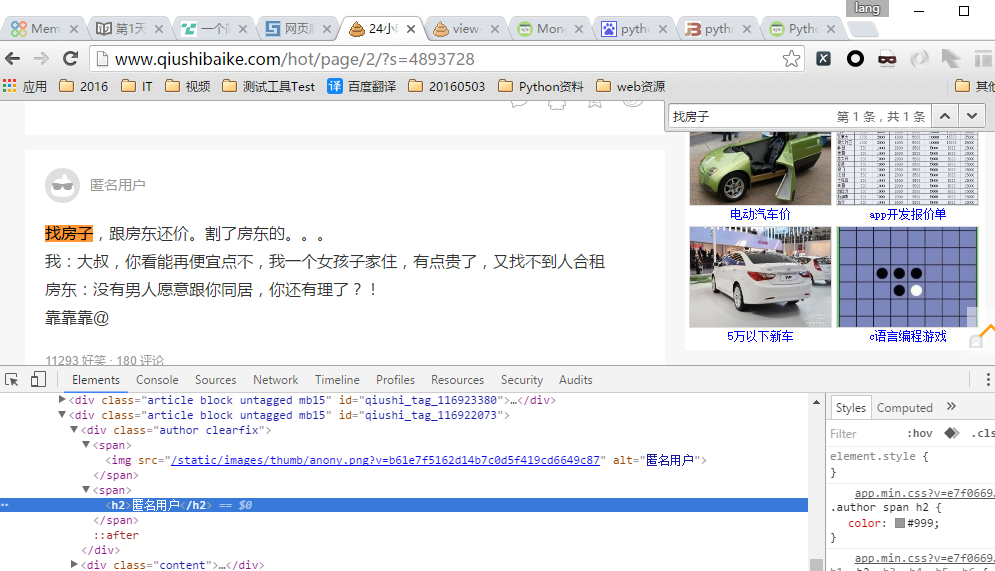 lang
Mem
第1天
一个
网页
24小
view-
Mon
pyth
pyth
Pyth
www.qiushibaike.com/hot/page/2/?s=4893728
应用 2016 IT 视频 测试工具Test 译 百度翻译 20160503 Python资料 web资源 其他
找房子 第 1 条，共 1 条
匿名用户
找房子，跟房东还价。割了房东的。。。
我：大叔，你看能再便宜点不，我一个女孩子家住，有点贵了，又找不到人合租
房东：没有男人愿意跟你同居，你还有理了？！
靠靠靠@
11293 好笑 · 180 评论
电动汽车价 app开发报价单
5万以下新车 c语言编程游戏
Elements Console Sources Network Timeline Profiles Resources Security Audits
<div class="article block untagged mb15" id="qiushi_tag_116923380">…</div>
<div class="article block untagged mb15" id="qiushi_tag_116922073">
<div class="author clearfix">
<span>
<img src="/static/images/thumb/anony.png?v=b61e7f5162d14b7c0d5f419cd6649c87" alt="匿名用户">
</span>
<span>
<h2>匿名用户</h2> == $0
</span>
::after
</div>
<div class="content">…</div>
Styles Computed »
Filter :hov .cls
element.style {
}
app.min.css?v=e7f0669
.author span h2 {
color: #999;
}
app.min.css?v=e7f0669
h1, h2, h3, h4, h5, h6 {